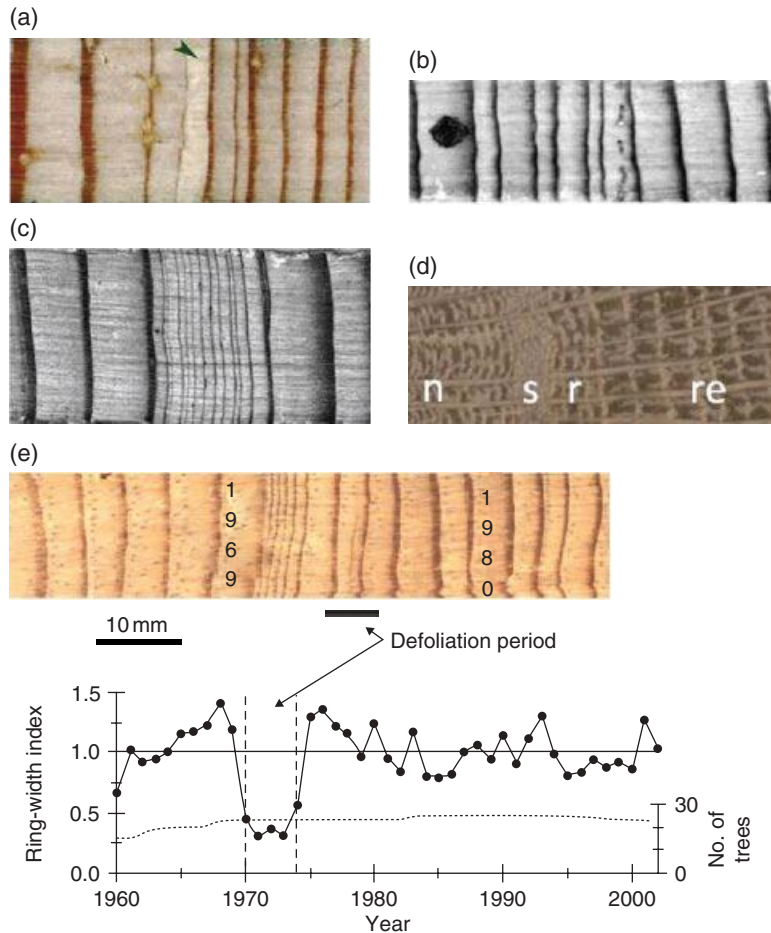 (a)
(b)
(c)
(d)
n s r re
(e)
1
9
6
9
1
9
8
0
10 mm
Defoliation period
1.5
1.0
0.5
0.0
Ring-width index
30
0
No. of
trees
1960 1970 1980 1990 2000
Year